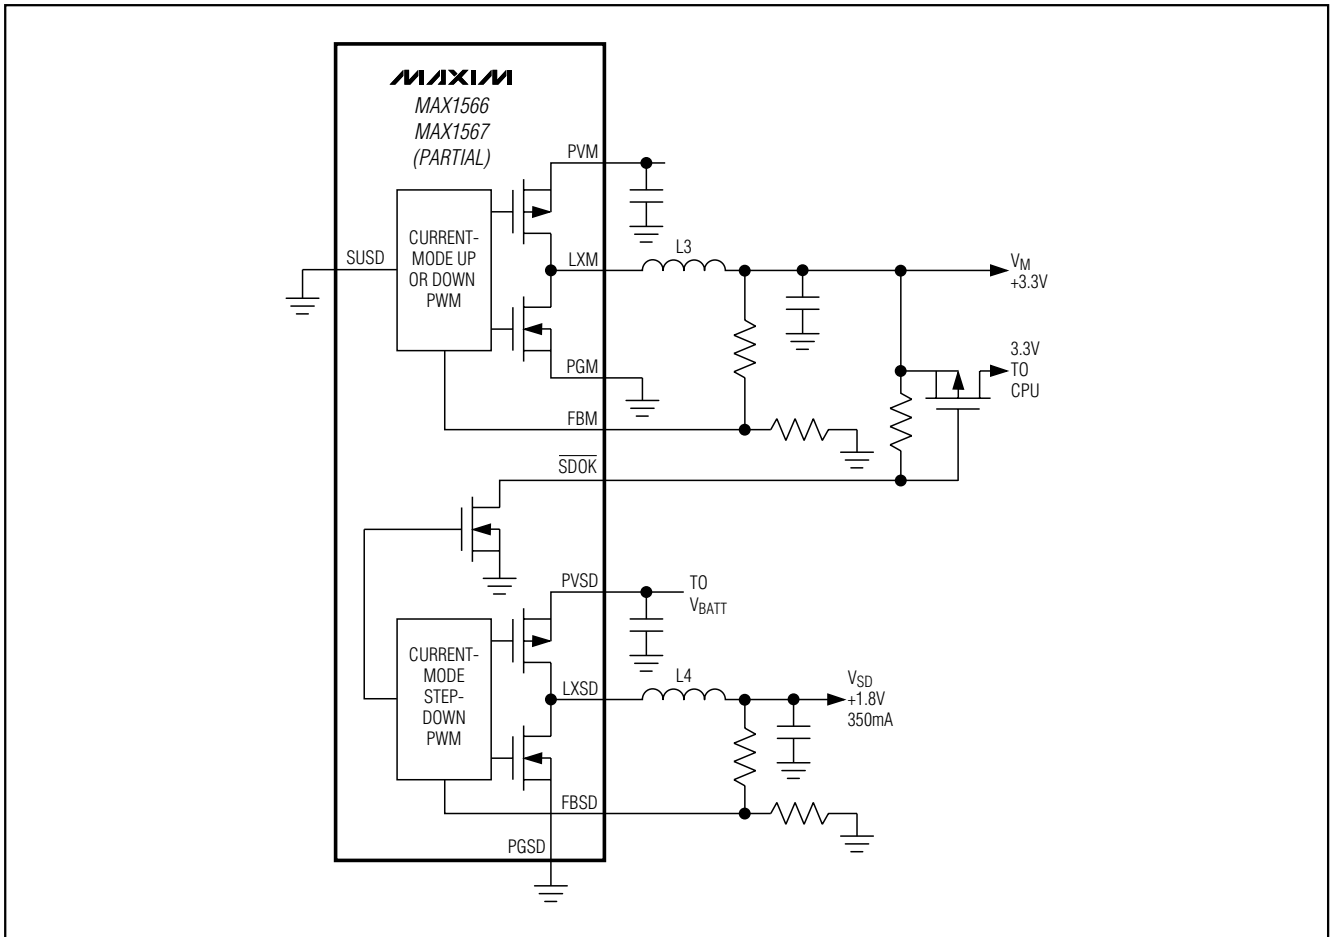 MAXIM
MAX1566
MAX1567
(PARTIAL)
PVM
CURRENT-
MODE UP
OR DOWN
PWM
SUSD
LXM
L3
VM
+3.3V
PGM
3.3V
TO
CPU
FBM
SDOK
PVSD
TO
VBATT
CURRENT-
MODE
STEP-
DOWN
PWM
LXSD
L4
VSD
+1.8V
350mA
FBSD
PGSD